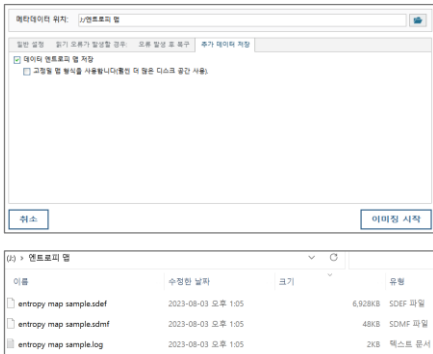 메타데이터 위치: J:/엔트로피 맵
일반 설정 읽기 오류가 발생할 경우: 오류 발생 후 복구 추가 데이터 저장
데이터 엔트로피 맵 저장
고정밀 맵 형식을 사용합니다(훨씬 더 많은 디스크 공간 사용).
취소 이미징 시작
(J:) > 엔트로피 맵
이름 수정한 날짜 크기 유형
entropy map sample.sdef 2023-08-03 오후 1:05 6,928KB SDEF 파일
entropy map sample.sdmf 2023-08-03 오후 1:05 48KB SDMF 파일
entropy map sample.log 2023-08-03 오후 1:05 2KB 텍스트 문서